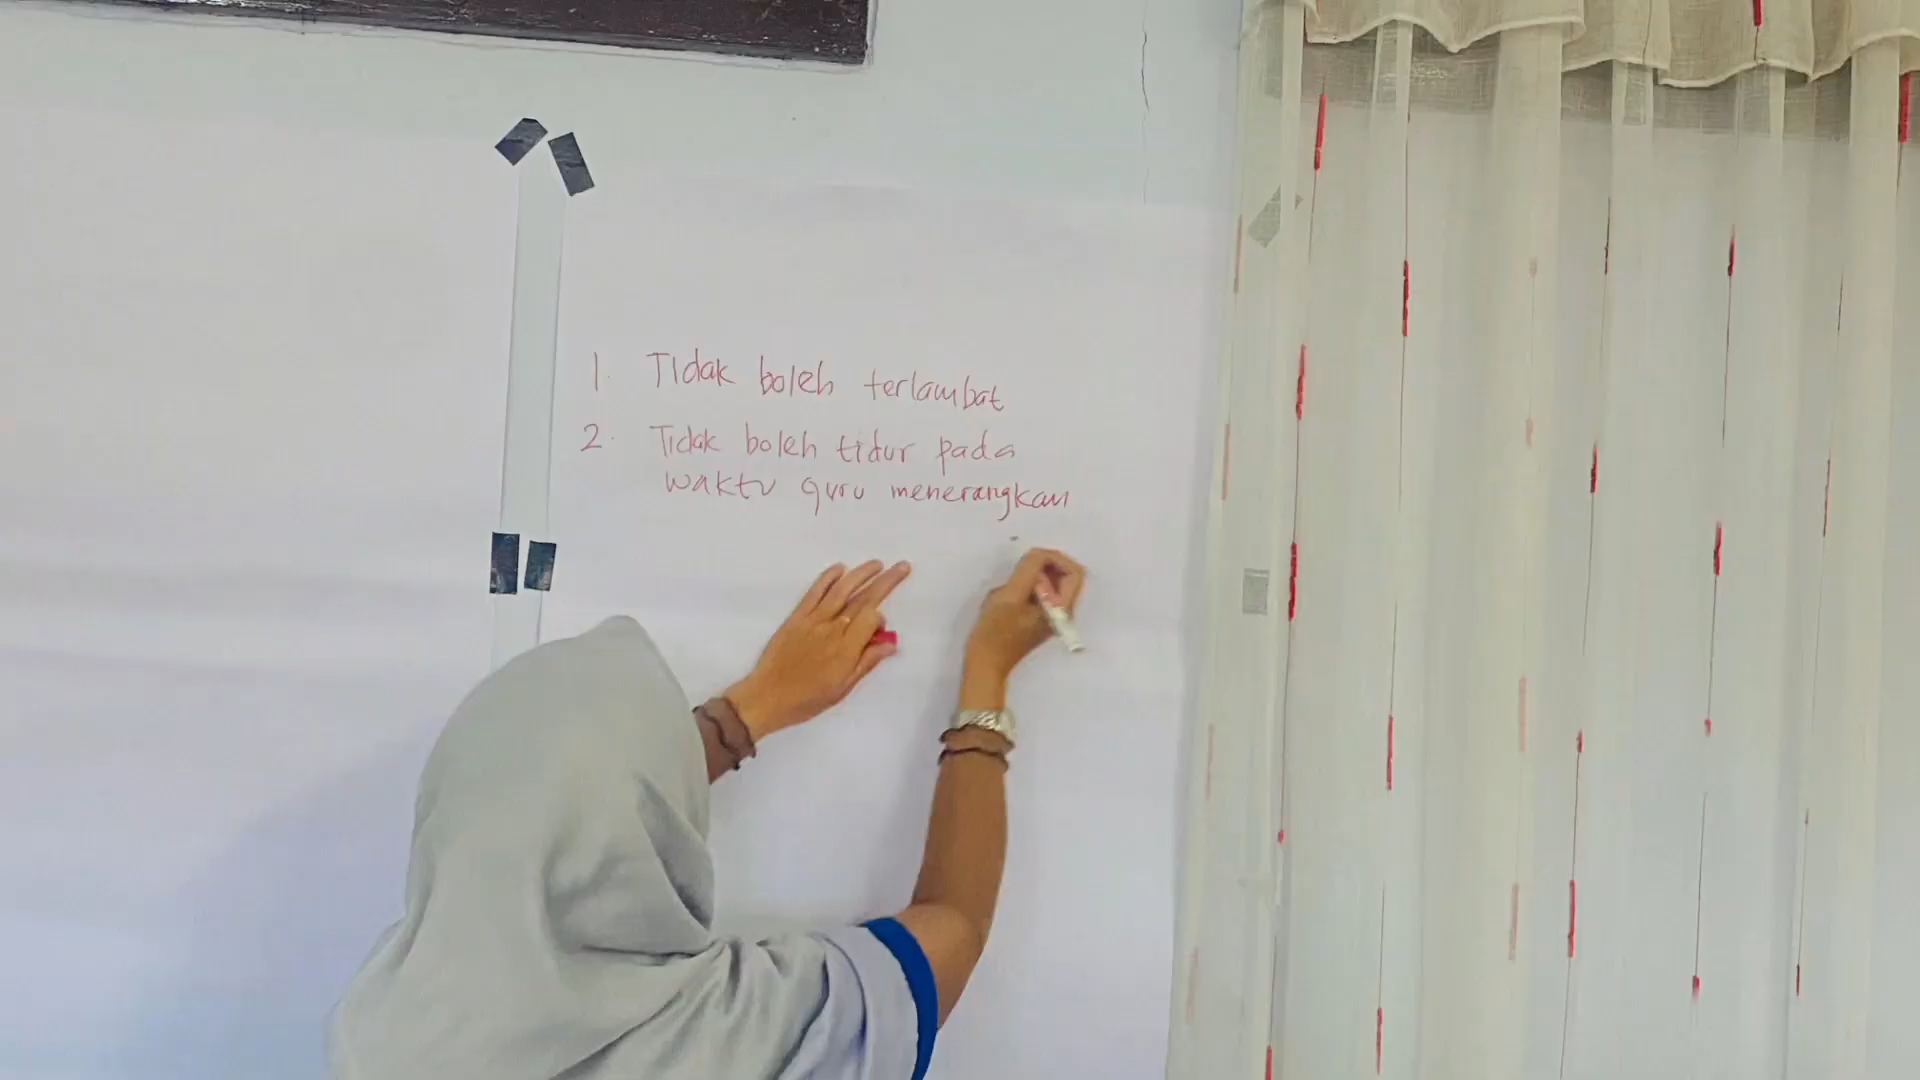 1. Tidak boleh terlambat
2. Tidak boleh tidur pada
waktu guru menerangkan